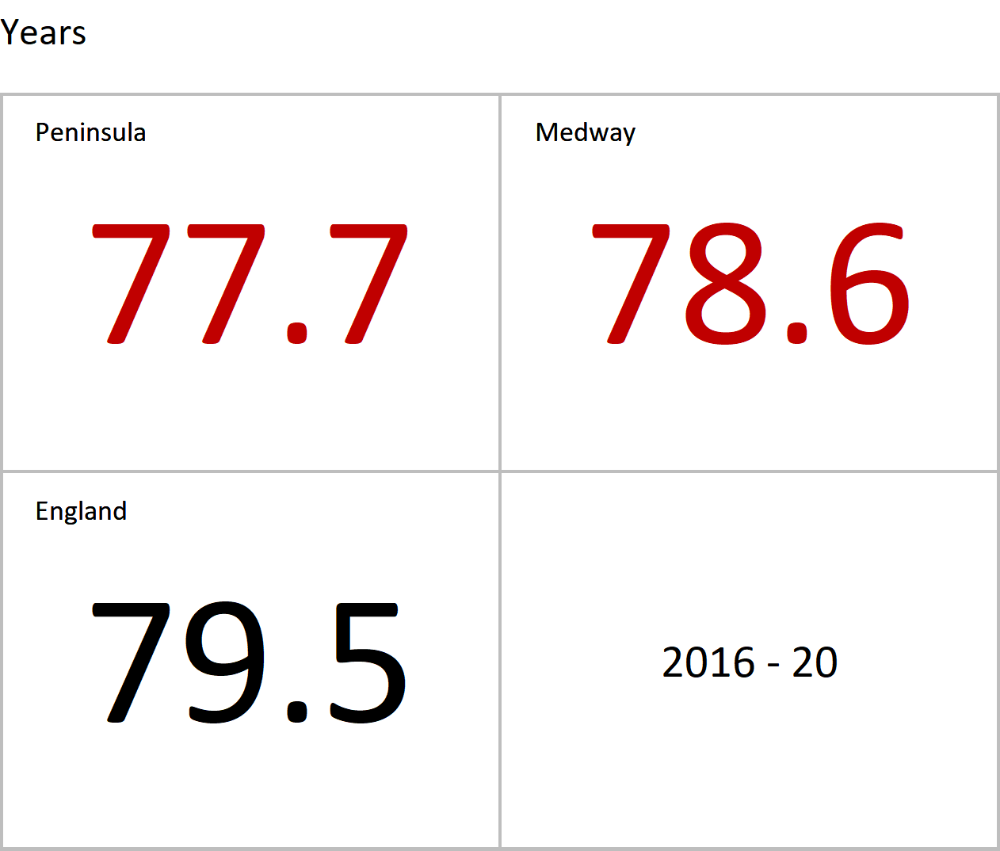 Years
Peninsula
77.7
Medway
78.6
England
79.5
2016 - 20